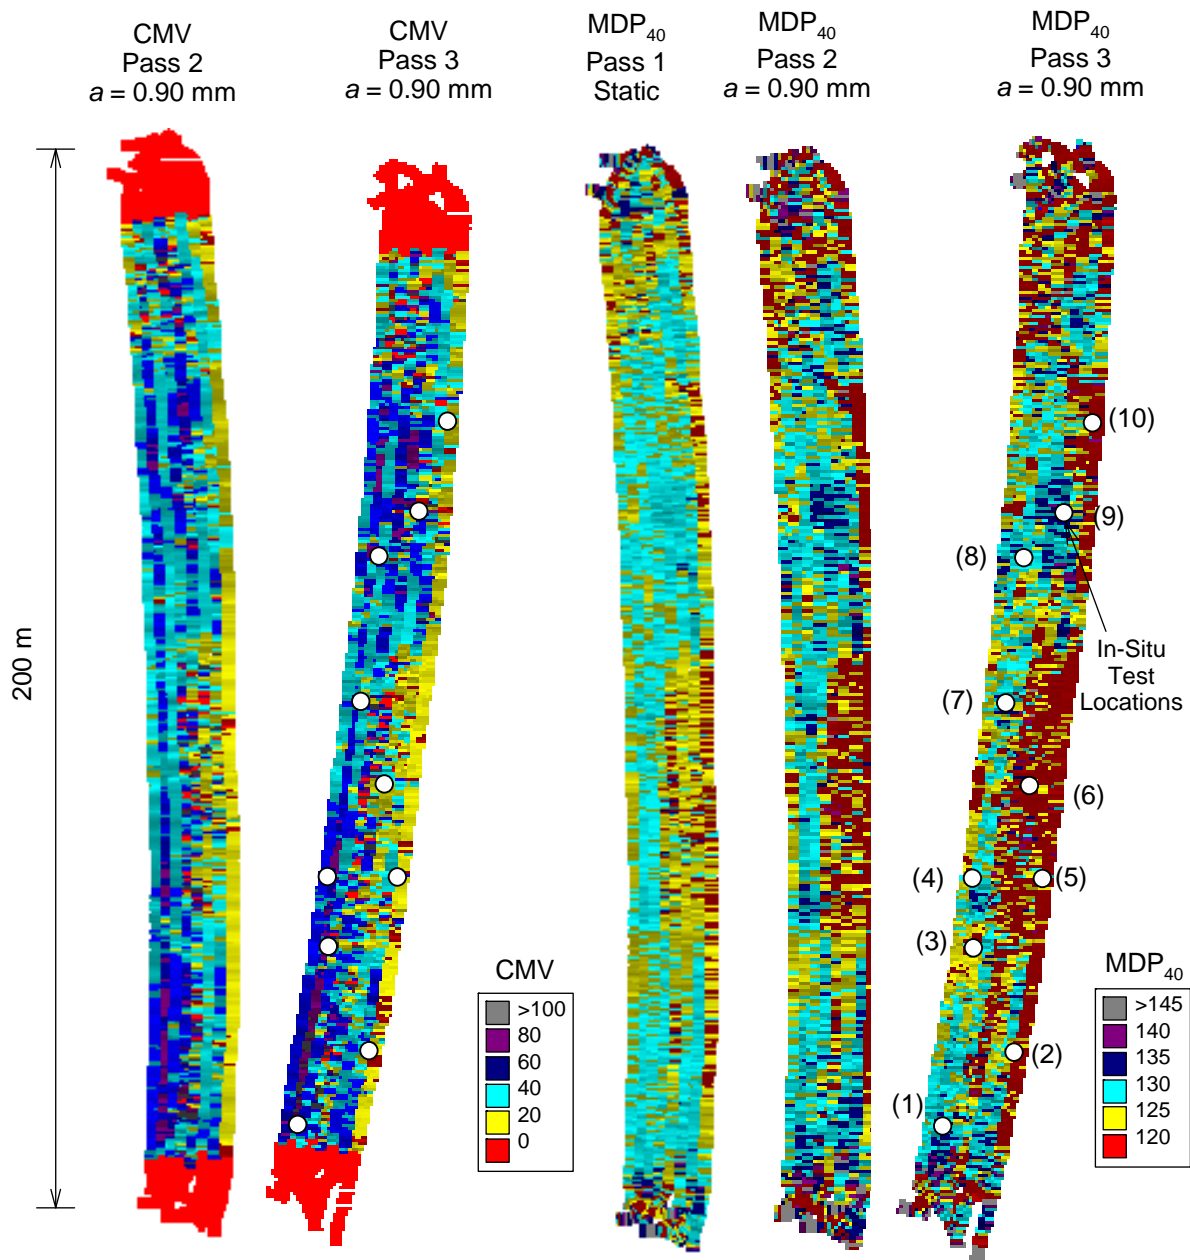 CMV
Pass 2
a = 0.90 mm
CMV
Pass 3
a = 0.90 mm
MDP40
Pass 1
Static
MDP40
Pass 2
a = 0.90 mm
MDP40
Pass 3
a = 0.90 mm
200 m
(10)
(9)
(8)
In-Situ
Test
Locations
(7)
(6)
(4)
(5)
(3)
(2)
(1)
CMV
>100
80
60
40
20
0
MDP40
>145
140
135
130
125
120